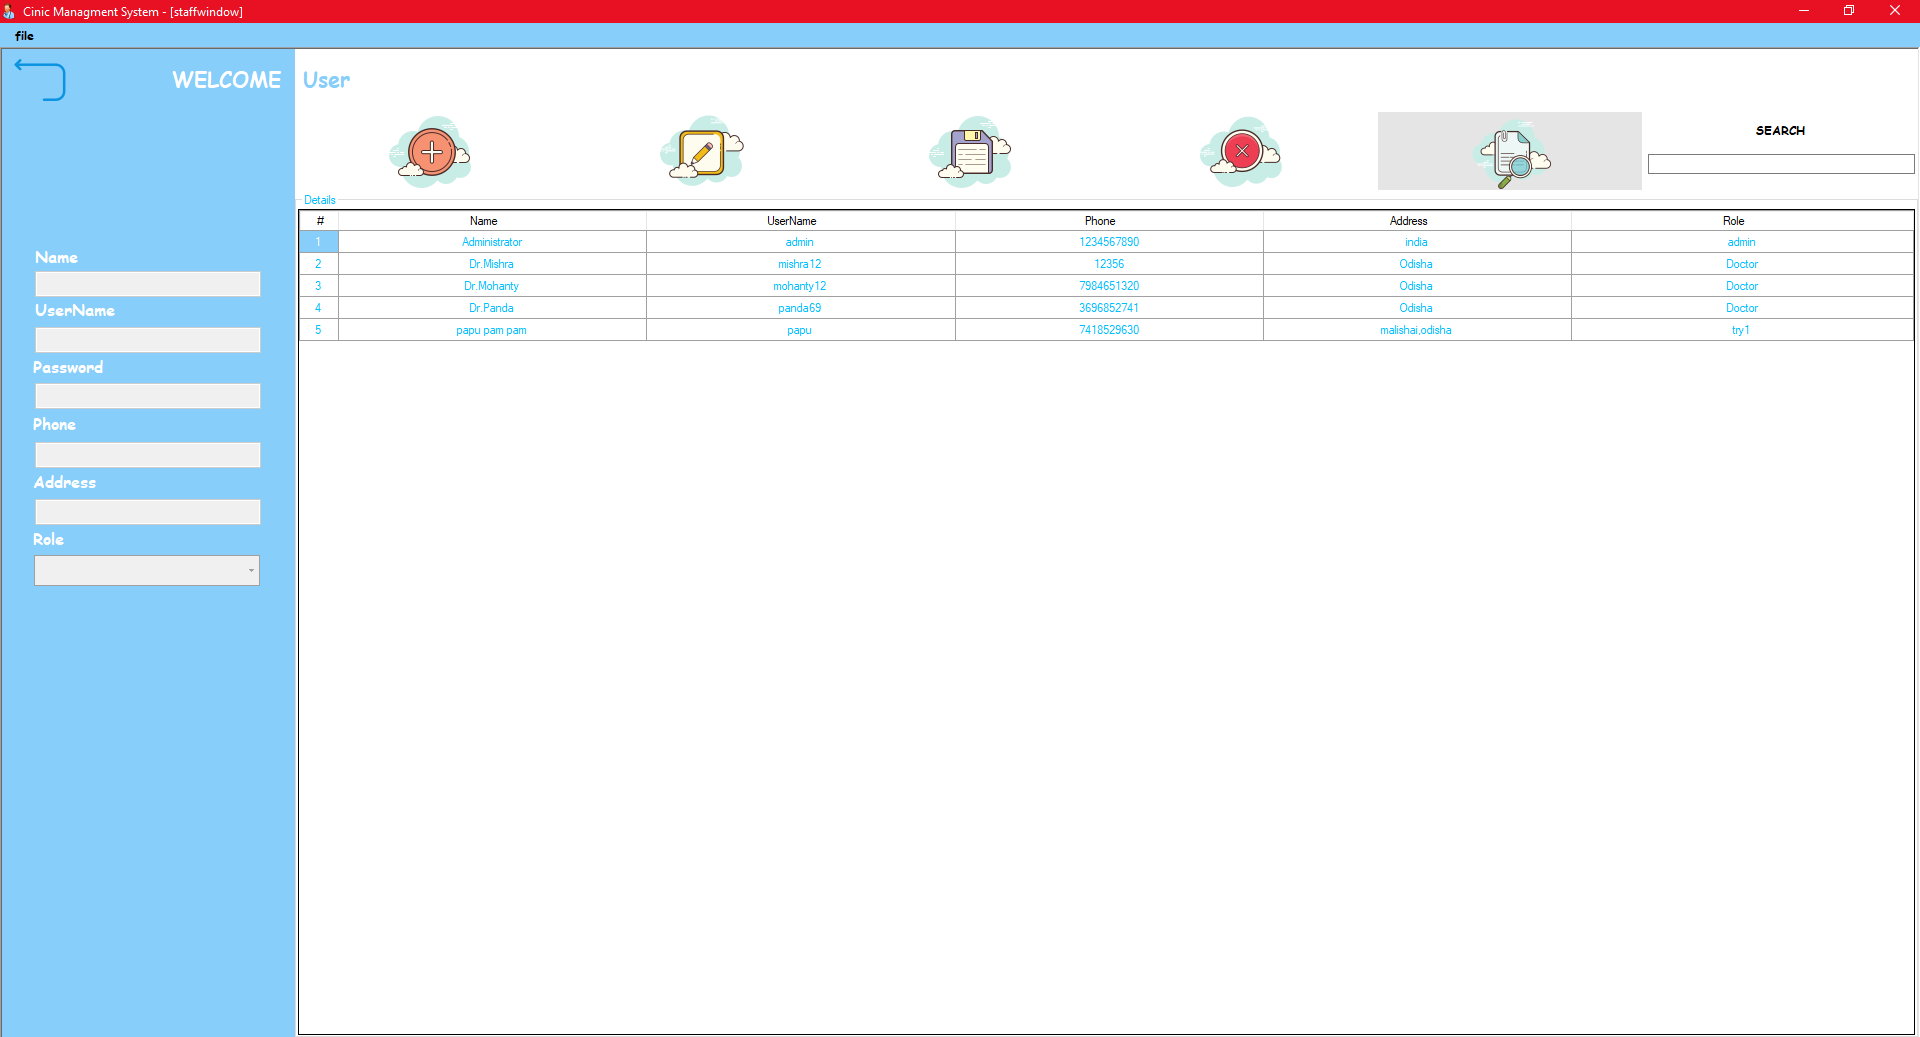 Cinic Managment System - [staffwindow]
file
WELCOME
User
SEARCH
Name
UserName
Password
Phone
Address
Role
Details
# Name UserName Phone Address Role
1 Administrator admin 1234567890 india admin
2 Dr.Mishra mishra12 12356 Odisha Doctor
3 Dr.Mohanty mohanty12 7984651320 Odisha Doctor
4 Dr.Panda panda69 3696852741 Odisha Doctor
5 papu pam pam papu 7418529630 malishai,odisha try1